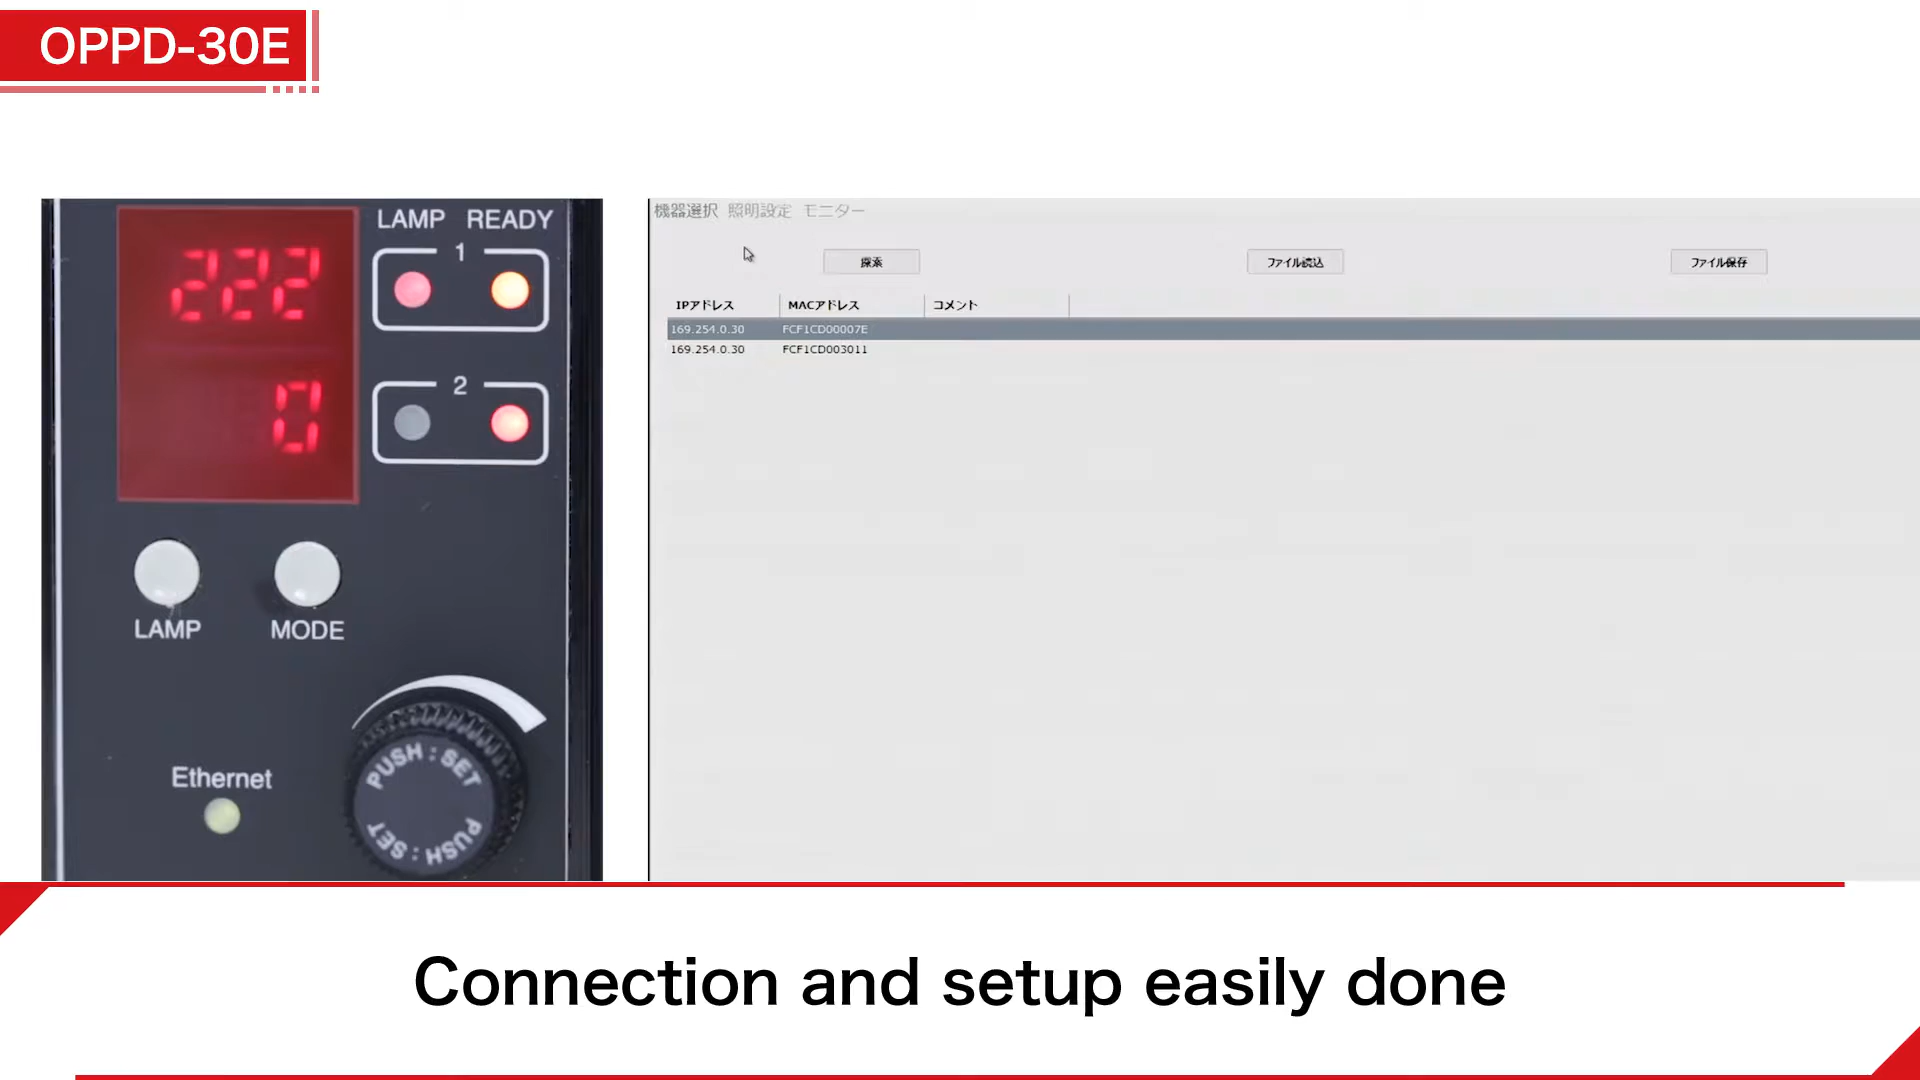 OPPD-30E
222
0
LAMP READY
1
2
LAMP
MODE
Ethernet
PUSH : SET
PUSH : SET
機器選択 照明設定 モニター
探索
ファイル読込
ファイル保存
IPアドレス MACアドレス コメント
169.254.0.30 FCF1CD00007E
169.254.0.30 FCF1CD003011
Connection and setup easily done